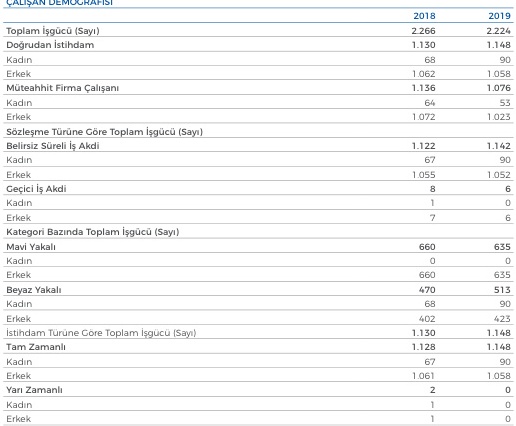 ÇALIŞAN DEMOGRAFİSİ
2018 2019
Toplam İşgücü (Sayı) 2.266 2.224
Doğrudan İstihdam 1.130 1.148
Kadın 68 90
Erkek 1.062 1.058
Müteahhit Firma Çalışanı 1.136 1.076
Kadın 64 53
Erkek 1.072 1.023
Sözleşme Türüne Göre Toplam İşgücü (Sayı)
Belirsiz Süreli İş Akdi 1.122 1.142
Kadın 67 90
Erkek 1.055 1.052
Geçici İş Akdi 8 6
Kadın 1 0
Erkek 7 6
Kategori Bazında Toplam İşgücü (Sayı)
Mavi Yakalı 660 635
Kadın 0 0
Erkek 660 635
Beyaz Yakalı 470 513
Kadın 68 90
Erkek 402 423
İstihdam Türüne Göre Toplam İşgücü (Sayı) 1.130 1.148
Tam Zamanlı 1.128 1.148
Kadın 67 90
Erkek 1.061 1.058
Yarı Zamanlı 2 0
Kadın 1 0
Erkek 1 0